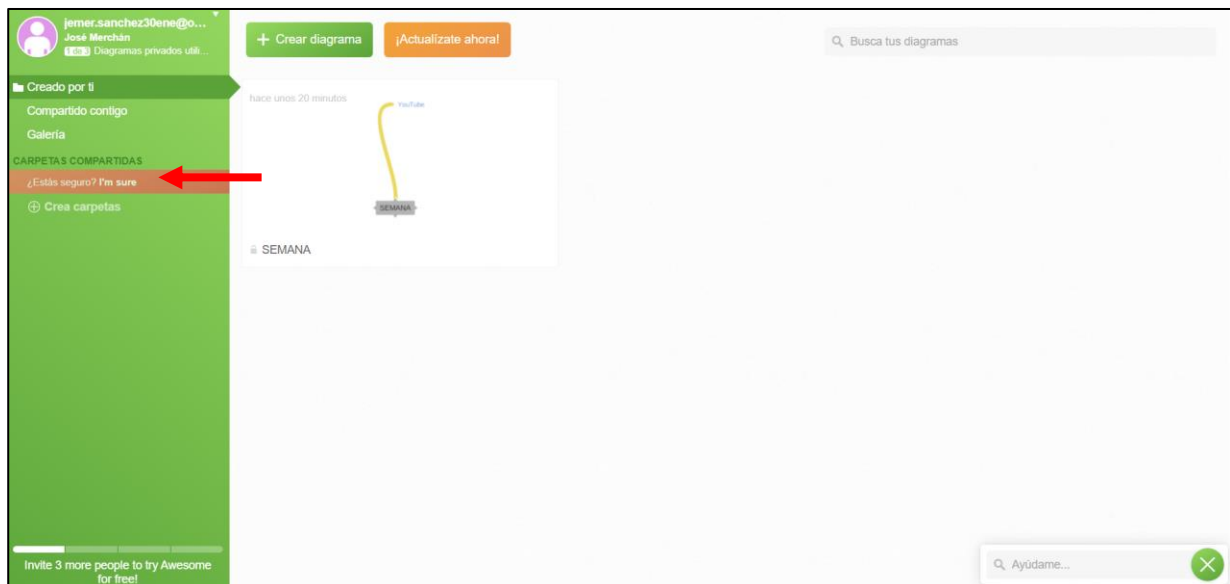 jemer.sanchez30ene@o...
José Merchán
1 de 3 Diagramas privados utili...
Creado por ti
Compartido contigo
Galería
CARPETAS COMPARTIDAS
¿Estás seguro? I'm sure
Crea carpetas
Invite 3 more people to try Awesome
for free!
+ Crear diagrama
¡Actualízate ahora!
Busca tus diagramas
hace unos 20 minutos
YouTube
SEMANA
SEMANA
Ayúdame...